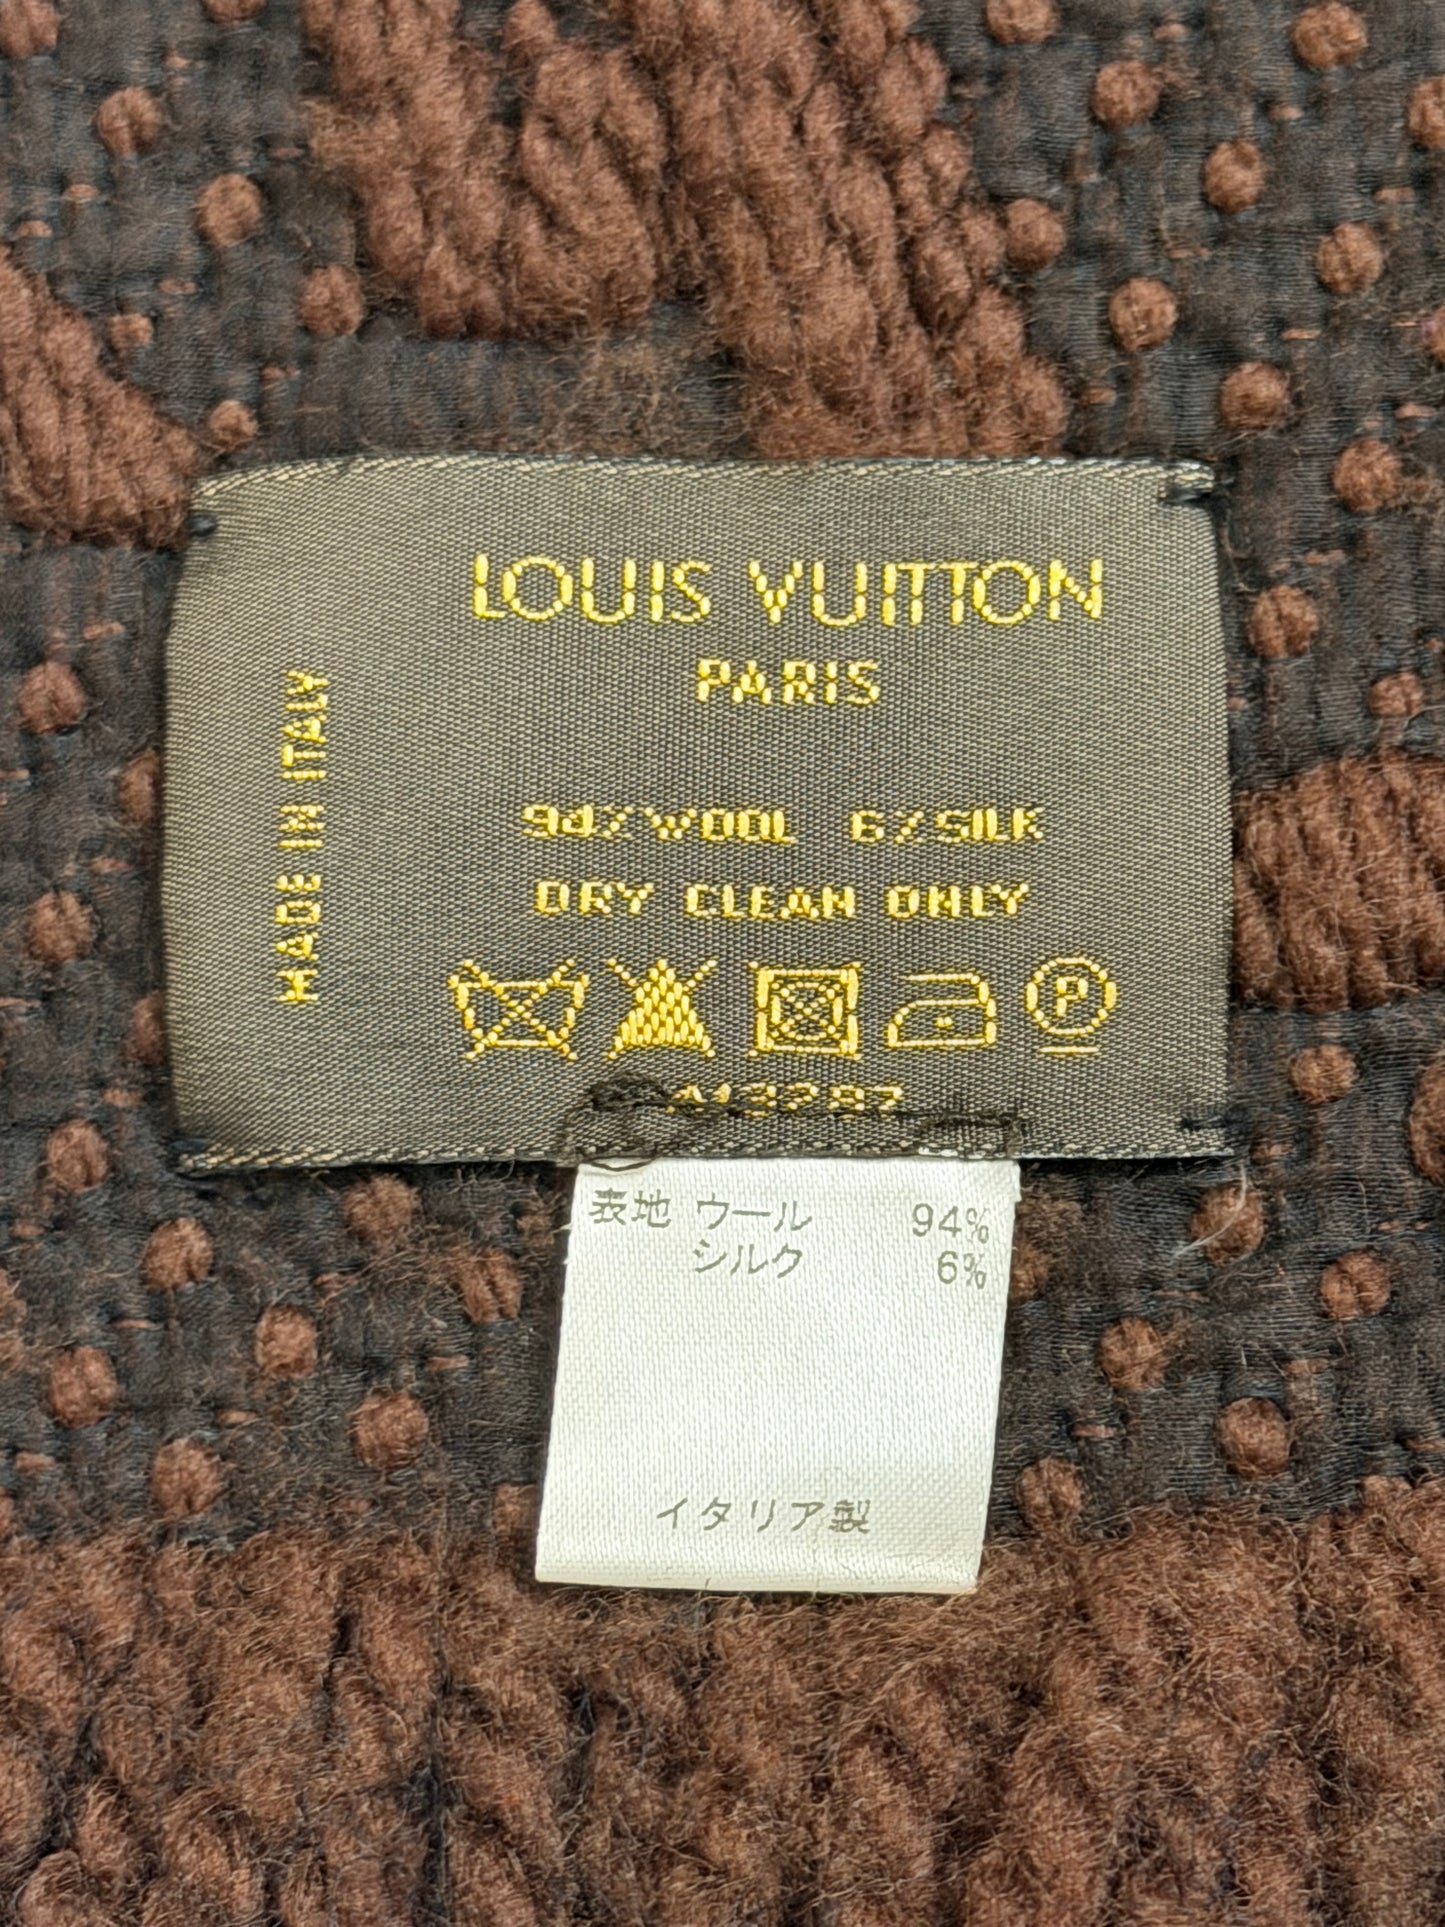 LOUIS VUITTON
PARIS
MADE IN ITALY
94% WOOL 6% SILK
DRY CLEAN ONLY
P
表地 ウール 94%
シルク 6%
イタリア製